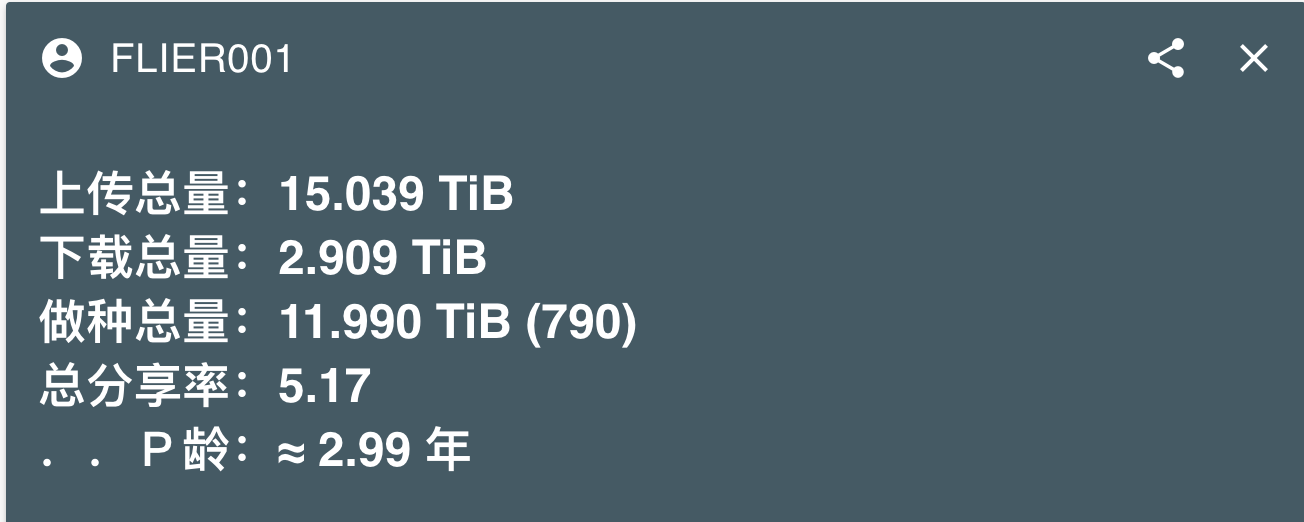 FLIER001
上传总量：15.039 TiB
下载总量：2.909 TiB
做种总量：11.990 TiB (790)
总分享率：5.17
．．Ｐ龄：≈ 2.99 年